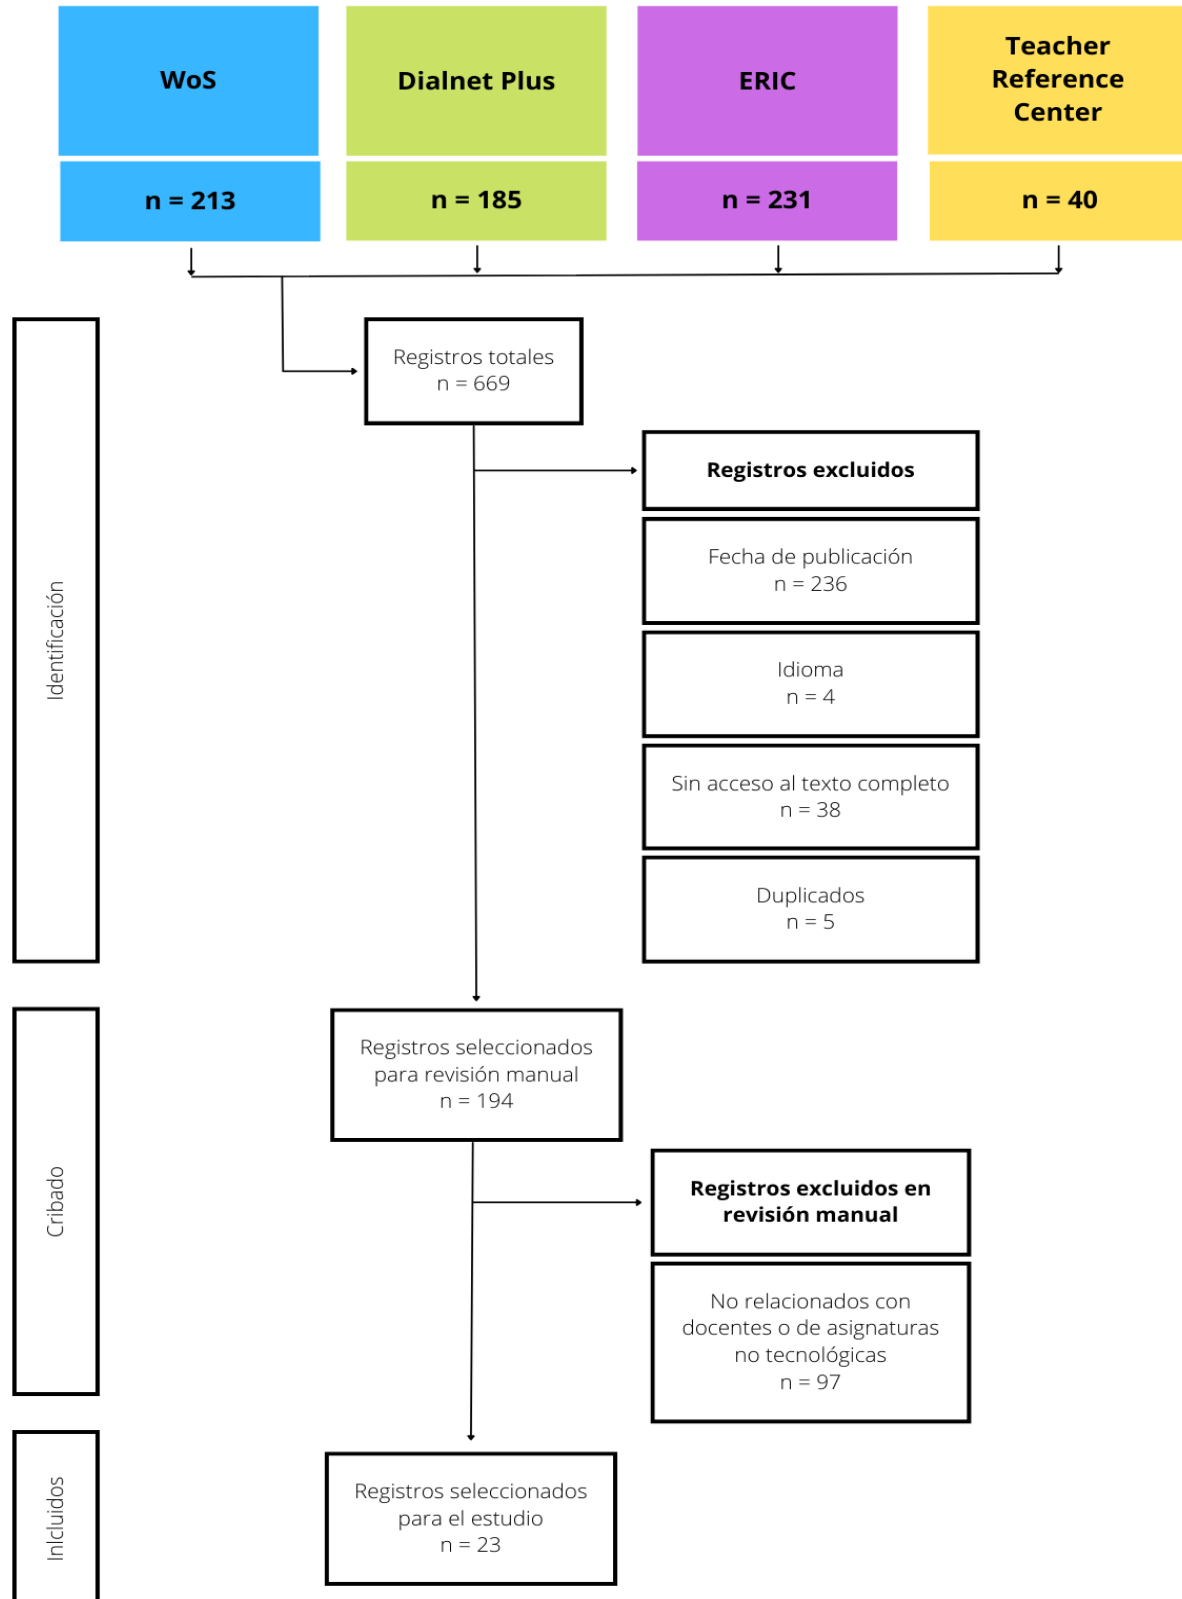 WoS
Dialnet Plus
ERIC
Teacher
Reference
Center
n = 213
n = 185
n = 231
n = 40
Identificación
Registros totales
n = 669
Registros excluidos
Fecha de publicación
n = 236
Idioma
n = 4
Sin acceso al texto completo
n = 38
Duplicados
n = 5
Cribado
Registros seleccionados
para revisión manual
n = 194
Registros excluidos en
revisión manual
No relacionados con
docentes o de asignaturas
no tecnológicas
n = 97
Inlcluidos
Registros seleccionados
para el estudio
n = 23